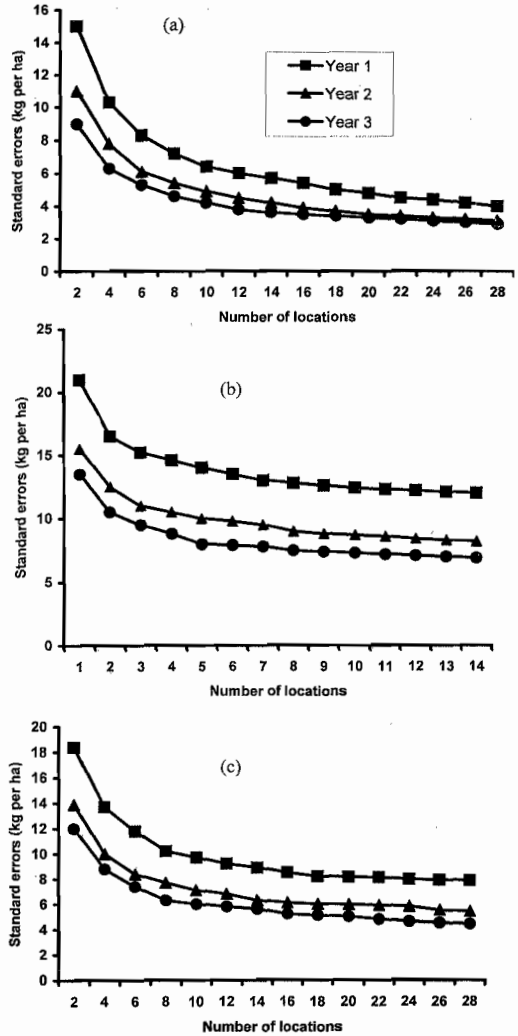 (a)
Standard errors (kg per ha)
16
14
12
10
8
6
4
2
0
Year 1
Year 2
Year 3
2 4 6 8 10 12 14 16 18 20 22 24 26 28
Number of locations
(b)
Standard errors (kg per ha)
25
20
15
10
5
0
1 2 3 4 5 6 7 8 9 10 11 12 13 14
Number of locations
(c)
Standard errors (kg per ha)
20
18
16
14
12
10
8
6
4
2
0
2 4 6 8 10 12 14 16 18 20 22 24 26 28
Number of locations